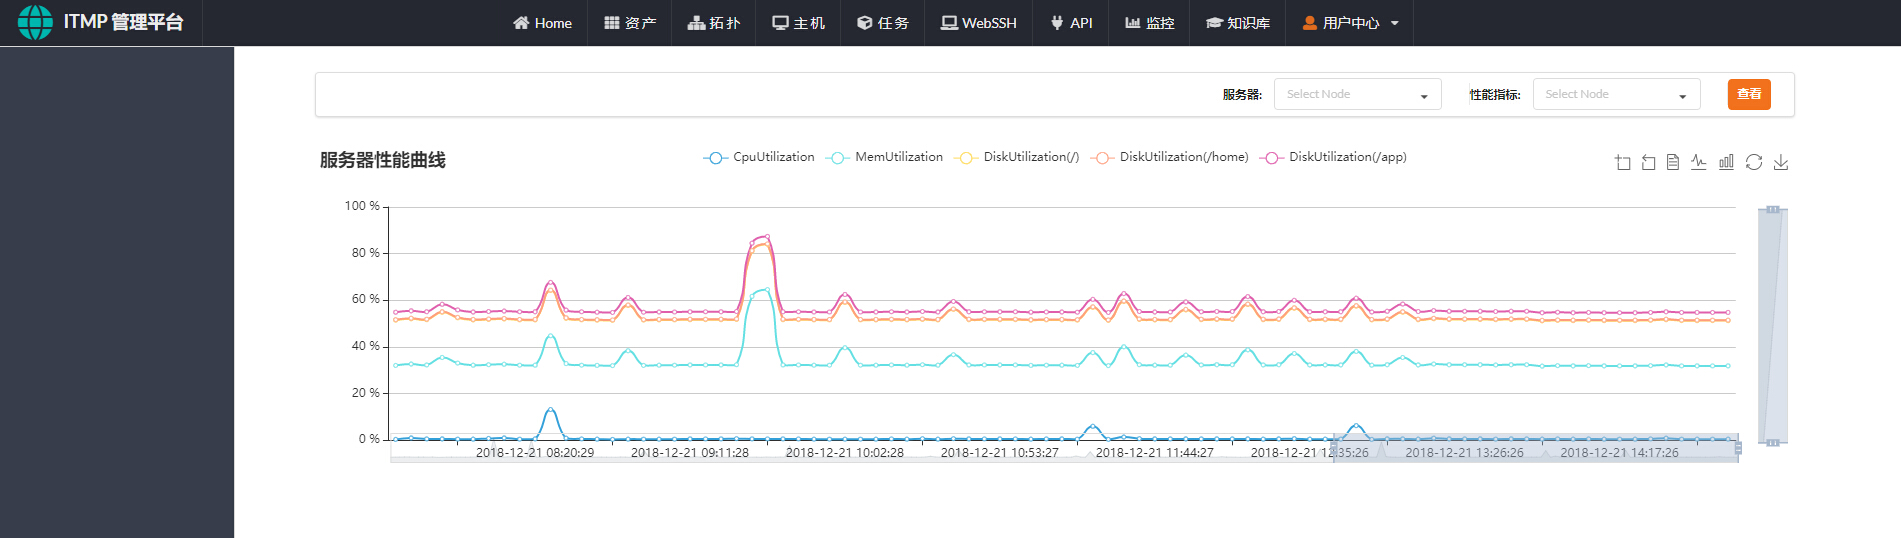 ITMP 管理平台 Home 资产 拓扑 主机 任务 WebSSH API 监控 知识库 用户中心
服务器: Select Node 性能指标: Select Node 查看
服务器性能曲线 CpuUtilization MemUtilization DiskUtilization(/) DiskUtilization(/home) DiskUtilization(/app)
100 %
80 %
60 %
40 %
20 %
0 %
2018-12-21 08:20:29 2018-12-21 09:11:28 2018-12-21 10:02:28 2018-12-21 10:53:27 2018-12-21 11:44:27 2018-12-21 12:35:26 2018-12-21 13:26:26 2018-12-21 14:17:26